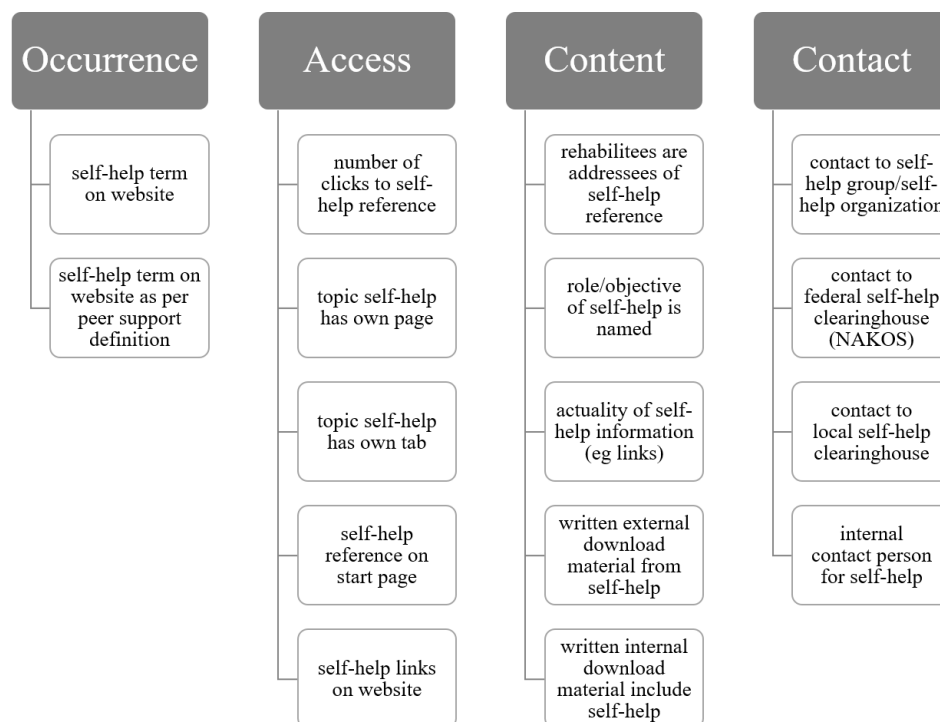 Occurrence
self-help term
on website
self-help term on
website as per
peer support
definition
Access
number of
clicks to self-
help reference
topic self-help
has own page
topic self-help
has own tab
self-help
reference on
start page
self-help links
on website
Content
rehabilitees are
addressees of
self-help
reference
role/objective
of self-help is
named
actuality of self-
help information
(eg links)
written external
download
material from
self-help
written internal
download
material include
self-help
Contact
contact to self-
help group/self-
help organization
contact to
federal self-help
clearinghouse
(NAKOS)
contact to
local self-help
clearinghouse
internal
contact person
for self-help